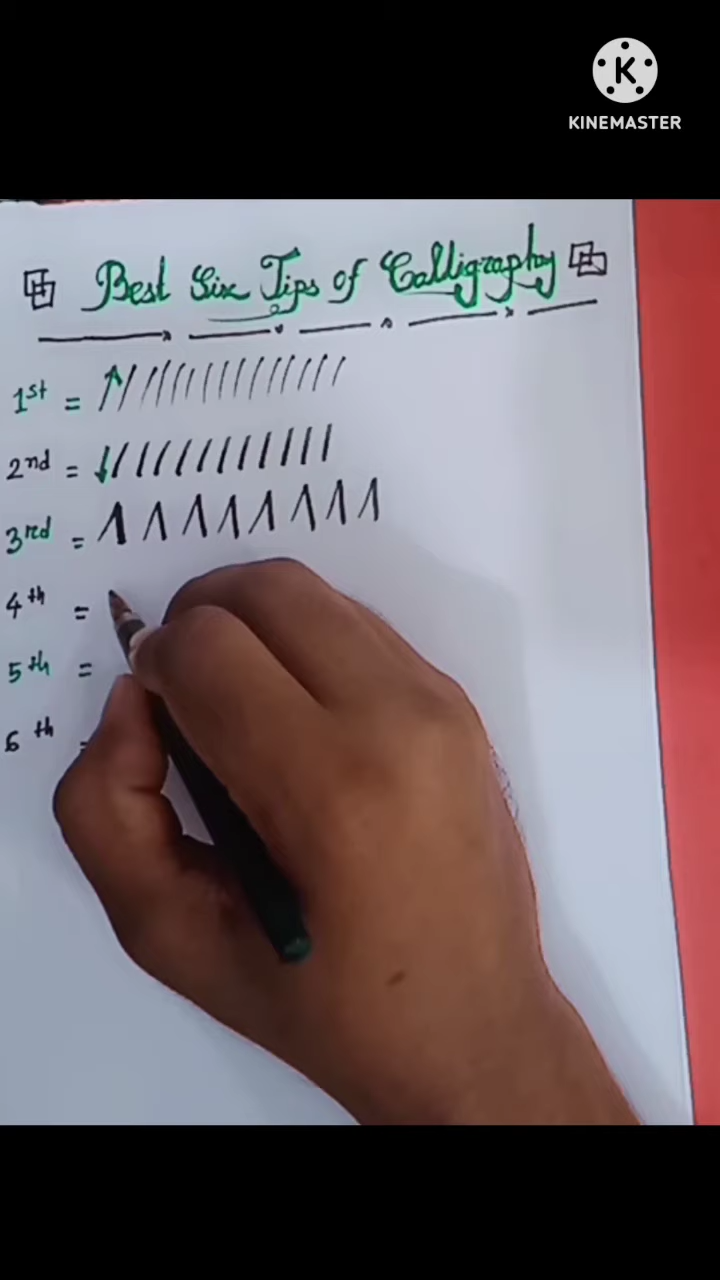 KINEMASTER
Best Six Tips of Calligraphy
1st =
2nd =
3rd =
4th =
5th =
6th =